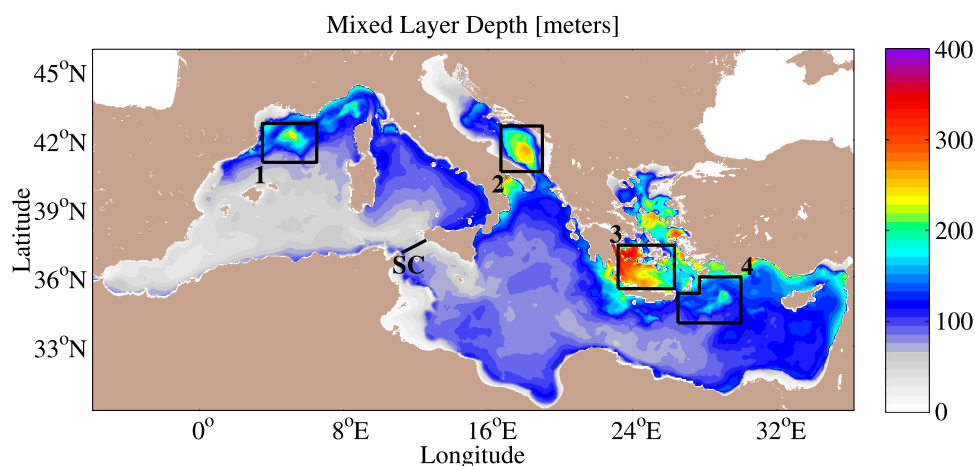 Mixed Layer Depth [meters]
45°N
42°N
39°N
36°N
33°N
Latitude
1
2
3
4
SC
0°
8°E
16°E
24°E
32°E
Longitude
400
300
200
100
0